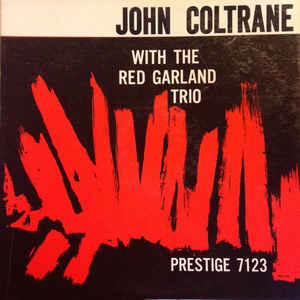 JOHN COLTRANE
WITH THE
RED GARLAND
TRIO
PRESTIGE 7123